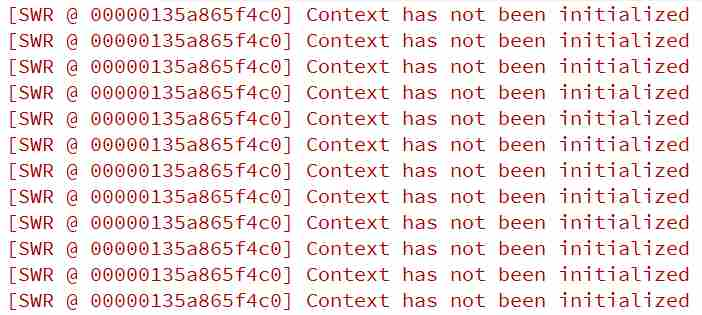 [SWR @ 00000135a865f4c0] Context has not been initialized
[SWR @ 00000135a865f4c0] Context has not been initialized
[SWR @ 00000135a865f4c0] Context has not been initialized
[SWR @ 00000135a865f4c0] Context has not been initialized
[SWR @ 00000135a865f4c0] Context has not been initialized
[SWR @ 00000135a865f4c0] Context has not been initialized
[SWR @ 00000135a865f4c0] Context has not been initialized
[SWR @ 00000135a865f4c0] Context has not been initialized
[SWR @ 00000135a865f4c0] Context has not been initialized
[SWR @ 00000135a865f4c0] Context has not been initialized
[SWR @ 00000135a865f4c0] Context has not been initialized
[SWR @ 00000135a865f4c0] Context has not been initialized